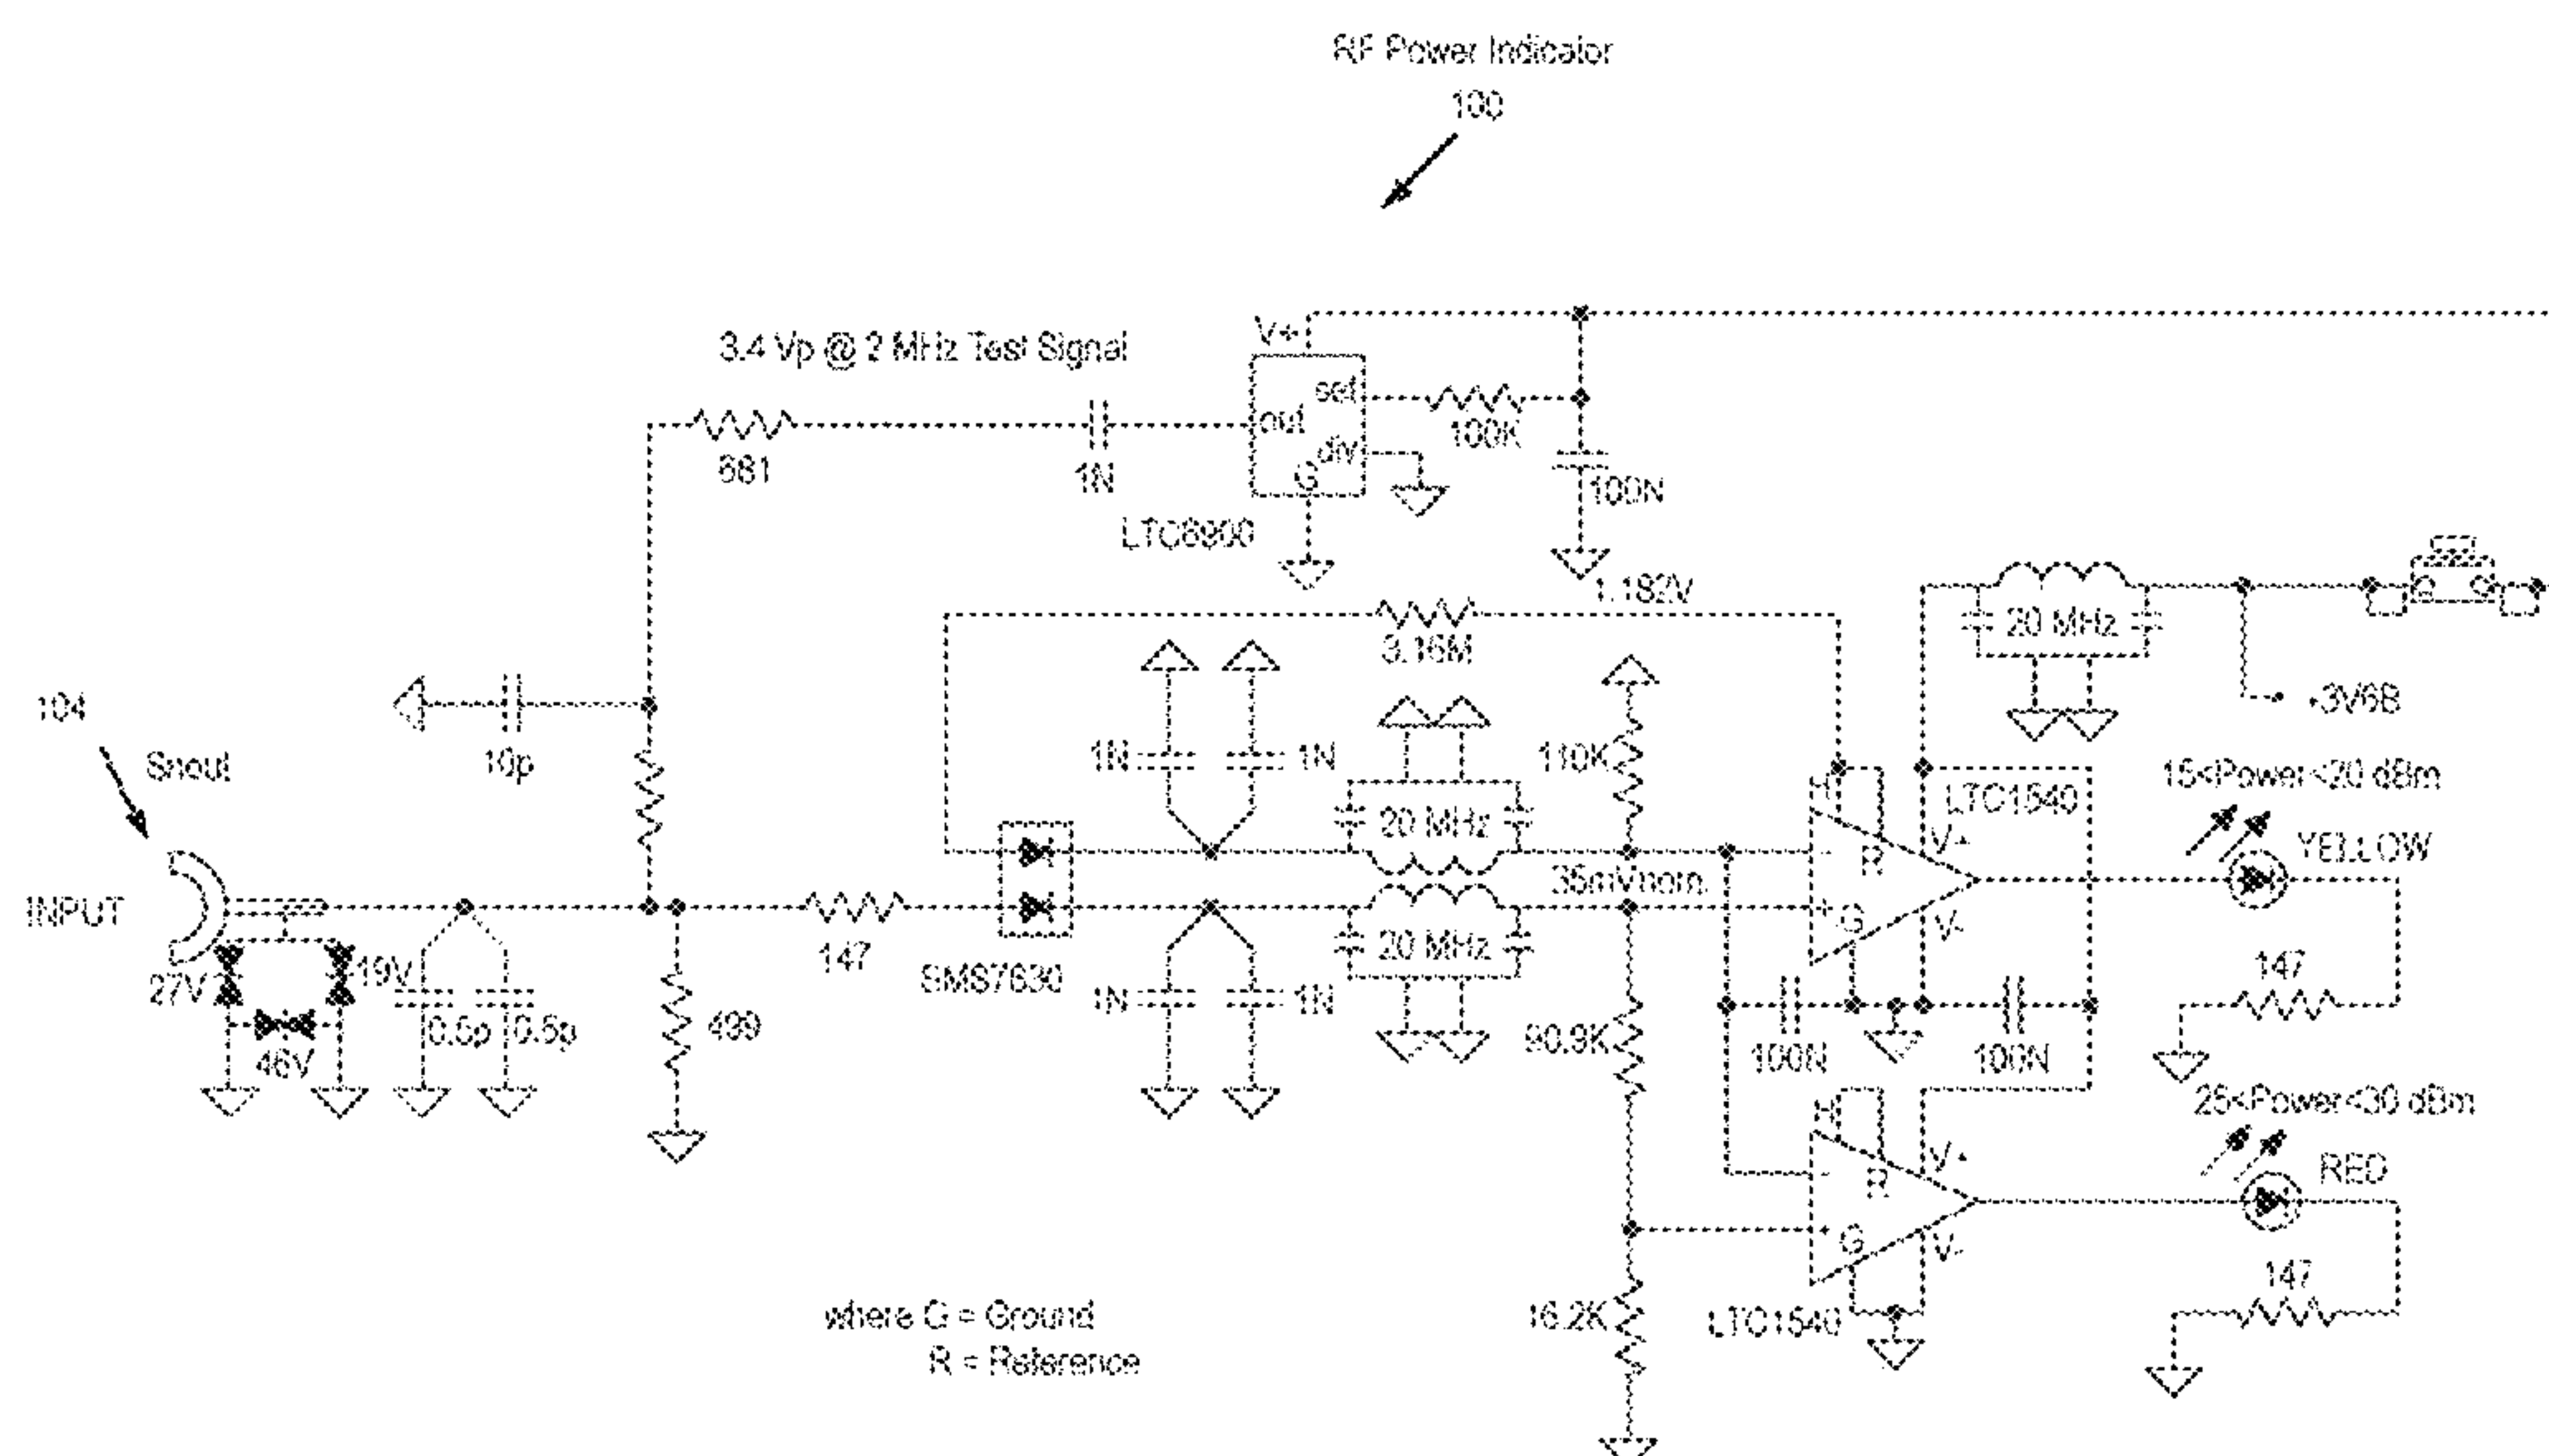 RF Power Indicator
100
3.4 Vp @ 2 MHz Test Signal
V+
set
out
div
G
100K
681
1N
100N
LTC6900
1.182V
3.16M
20 MHz
+3V6B
104
Snout
10p
1N
1N
110K
20 MHz
H
R
V+
LTC1540
15<Power<20 dBm
YELLOW
INPUT
35mVnom.
20 MHz
G
V-
147
SMS7630
27V
19V
46V
0.5p
0.5p
499
1N
1N
90.9K
100N
100N
147
25<Power<30 dBm
H
R
V+
RED
G
V-
147
16.2K
LTC1540
where G = Ground
R = Reference